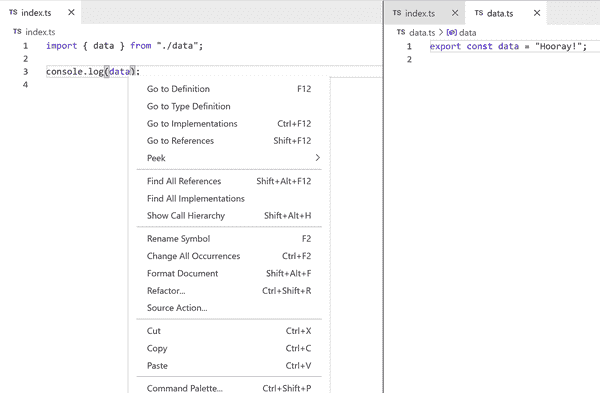 TS index.ts
TS index.ts
1 import { data } from "./data";
2
3 console.log(data);
4
Go to Definition F12
Go to Type Definition
Go to Implementations Ctrl+F12
Go to References Shift+F12
Peek
Find All References Shift+Alt+F12
Find All Implementations
Show Call Hierarchy Shift+Alt+H
Rename Symbol F2
Change All Occurrences Ctrl+F2
Format Document Shift+Alt+F
Refactor... Ctrl+Shift+R
Source Action...
Cut Ctrl+X
Copy Ctrl+C
Paste Ctrl+V
Command Palette... Ctrl+Shift+P
TS index.ts TS data.ts
TS data.ts > data
1 export const data = "Hooray!";
2